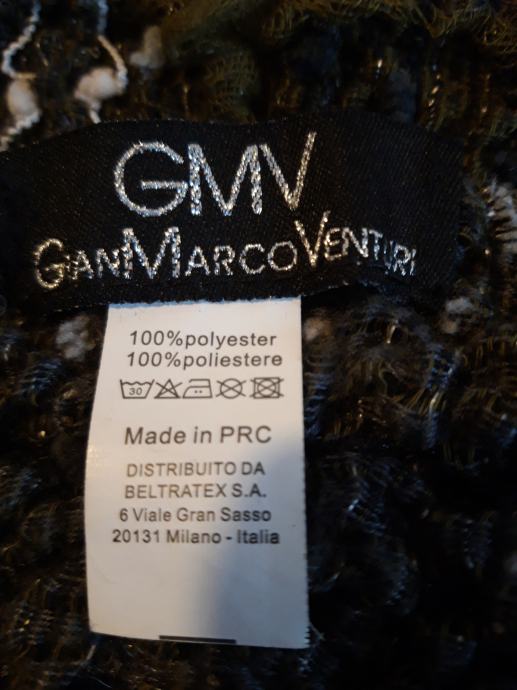 GMV
GIANMARCOVENTURI
100%polyester
100%poliestere
30
Made in PRC
DISTRIBUITO DA
BELTRATEX S.A.
6 Viale Gran Sasso
20131 Milano - Italia